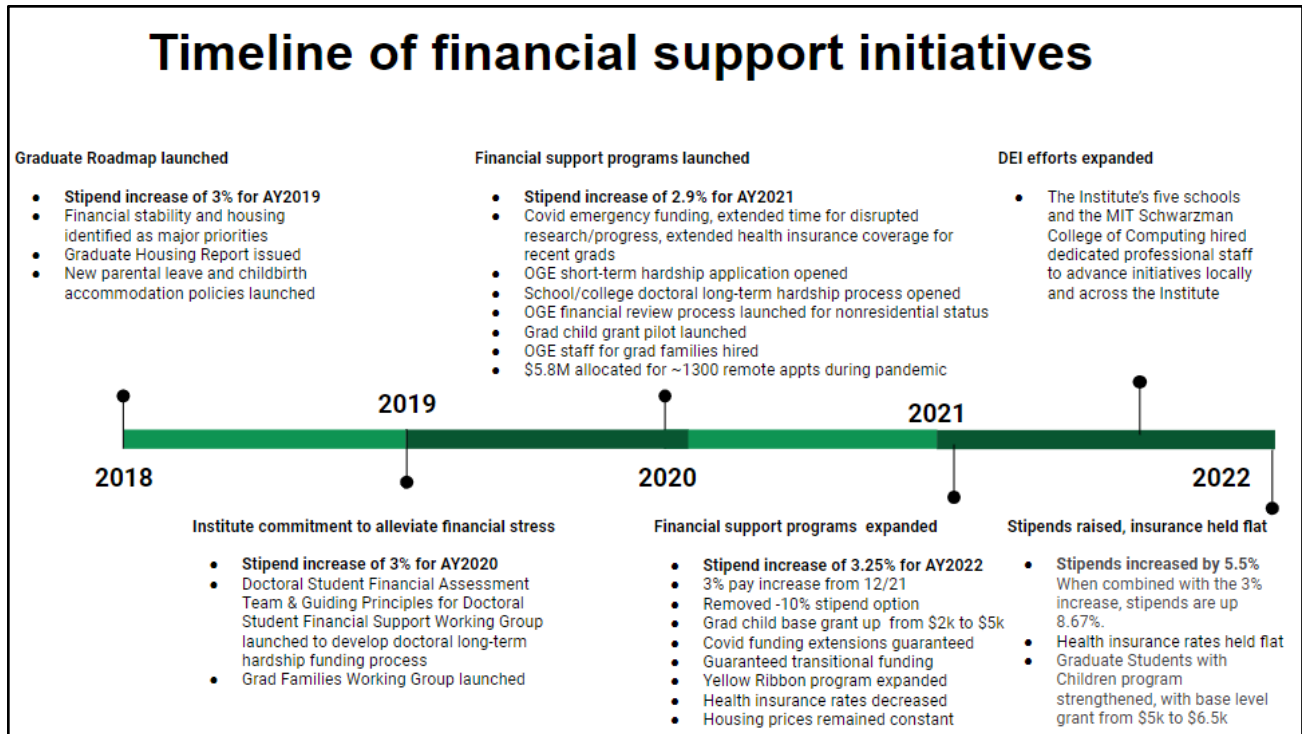 Timeline of financial support initiatives
Graduate Roadmap launched
● Stipend increase of 3% for AY2019
● Financial stability and housing
identified as major priorities
● Graduate Housing Report issued
● New parental leave and childbirth
accommodation policies launched
Financial support programs launched
● Stipend increase of 2.9% for AY2021
● Covid emergency funding, extended time for disrupted
research/progress, extended health insurance coverage for
recent grads
● OGE short-term hardship application opened
● School/college doctoral long-term hardship process opened
● OGE financial review process launched for nonresidential status
● Grad child grant pilot launched
● OGE staff for grad families hired
● $5.8M allocated for ~1300 remote appts during pandemic
DEI efforts expanded
● The Institute's five schools
and the MIT Schwarzman
College of Computing hired
dedicated professional staff
to advance initiatives locally
and across the Institute
2019
2021
2018
2020
2022
Institute commitment to alleviate financial stress
● Stipend increase of 3% for AY2020
● Doctoral Student Financial Assessment
Team & Guiding Principles for Doctoral
Student Financial Support Working Group
launched to develop doctoral long-term
hardship funding process
● Grad Families Working Group launched
Financial support programs expanded
● Stipend increase of 3.25% for AY2022
● 3% pay increase from 12/21
● Removed -10% stipend option
● Grad child base grant up from $2k to $5k
● Covid funding extensions guaranteed
● Guaranteed transitional funding
● Yellow Ribbon program expanded
● Health insurance rates decreased
● Housing prices remained constant
Stipends raised, insurance held flat
● Stipends increased by 5.5%
When combined with the 3%
increase, stipends are up
8.67%.
● Health insurance rates held flat
● Graduate Students with
Children program
strengthened, with base level
grant from $5k to $6.5k